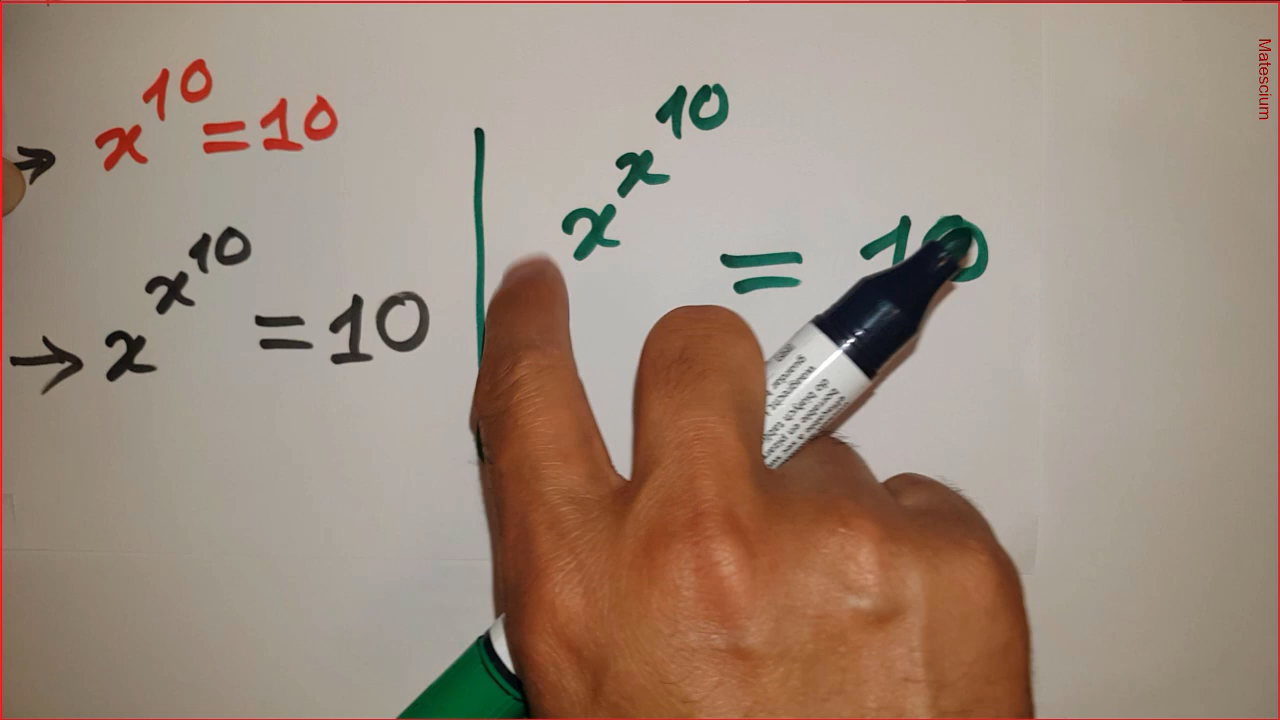 → x^10 = 10
→ x^x^10 = 10
x^x^10 = 10
Matescium